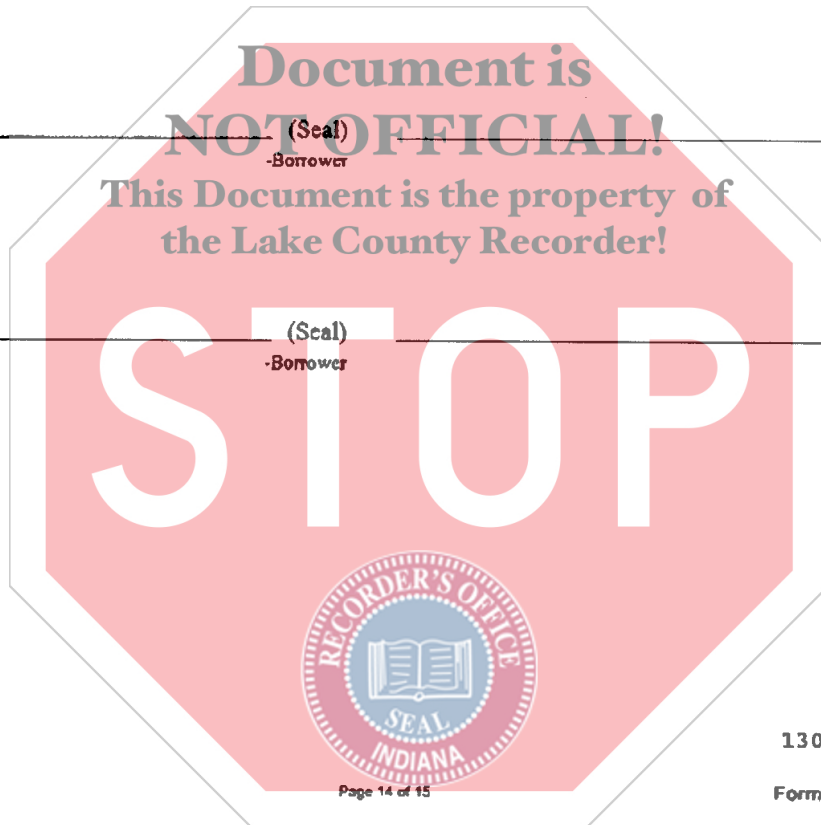 Document is
NOT OFFICIAL!
(Seal)
-Borrower
This Document is the property of
the Lake County Recorder!
STOP
(Seal)
-Borrower
RECORDER'S OFFICE
SEAL
INDIANA
130
Page 14 of 15
Form